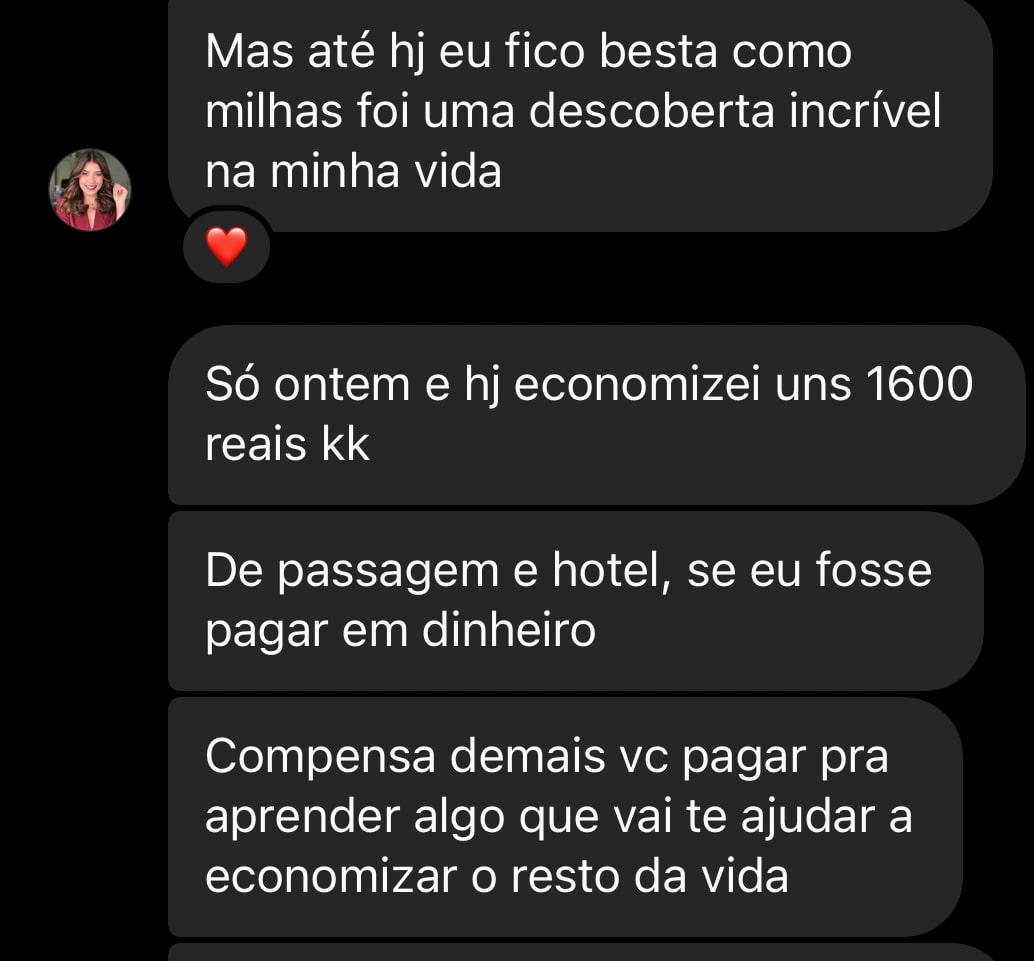 Mas até hj eu fico besta como
milhas foi uma descoberta incrível
na minha vida
Só ontem e hj economizei uns 1600
reais kk
De passagem e hotel, se eu fosse
pagar em dinheiro
Compensa demais vc pagar pra
aprender algo que vai te ajudar a
economizar o resto da vida